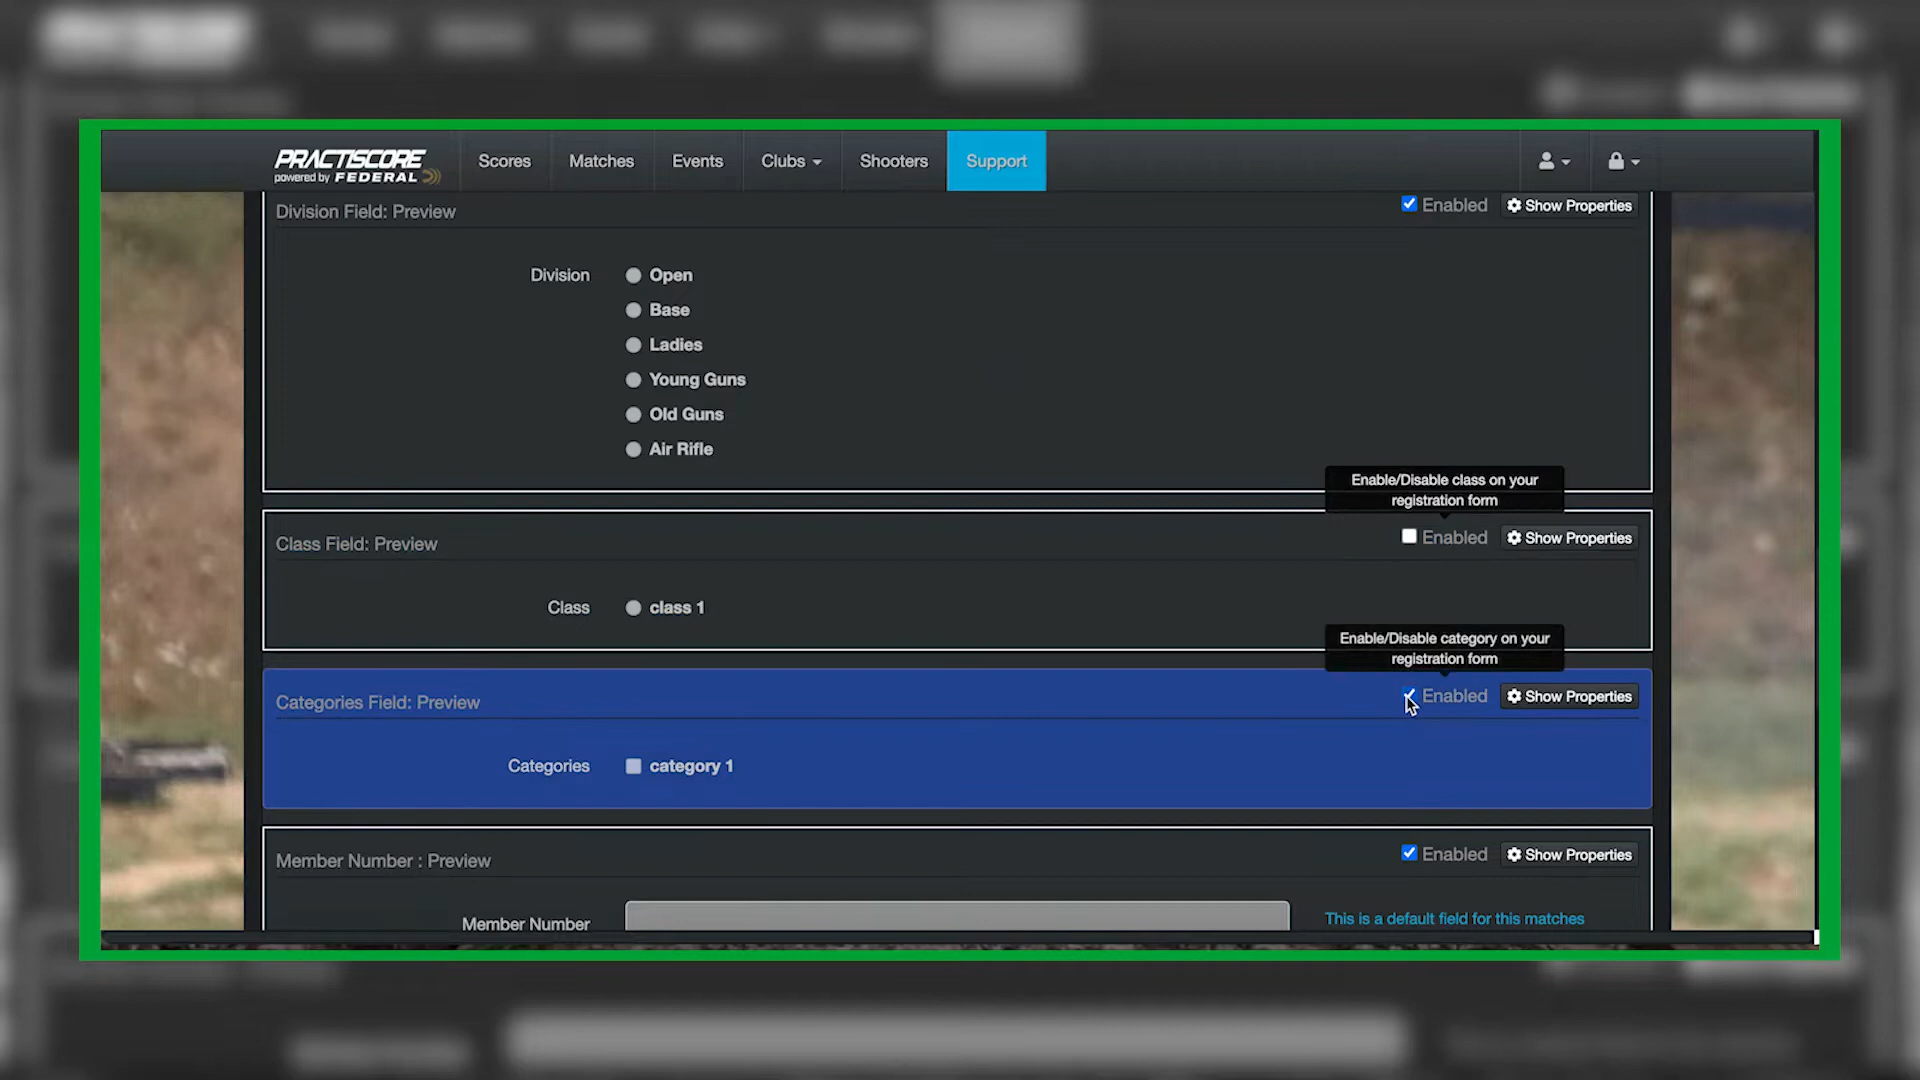 PRACTISCORE
powered by FEDERAL
Scores
Matches
Events
Clubs
Shooters
Support
Division Field: Preview
Enabled
Show Properties
Division
Open
Base
Ladies
Young Guns
Old Guns
Air Rifle
Enable/Disable class on your
registration form
Class Field: Preview
Enabled
Show Properties
Class
class 1
Enable/Disable category on your
registration form
Categories Field: Preview
Enabled
Show Properties
Categories
category 1
Member Number : Preview
Enabled
Show Properties
Member Number
This is a default field for this matches